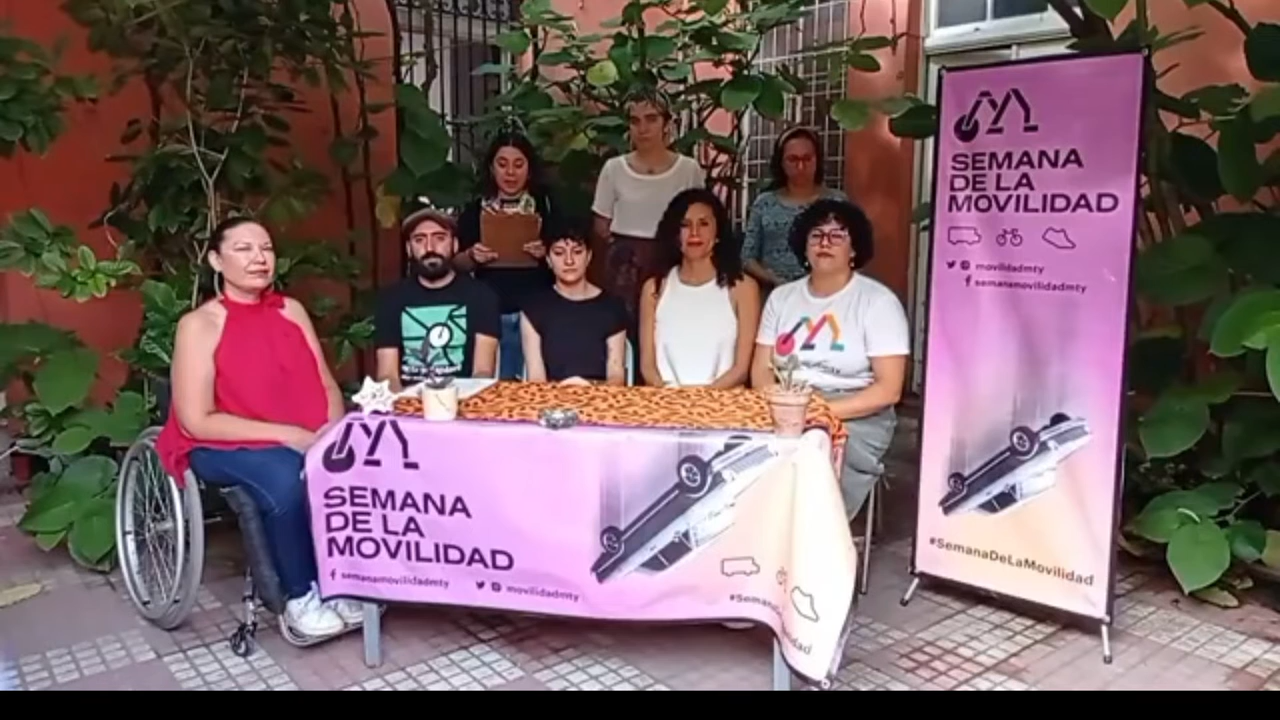 SEMANA
DE LA
MOVILIDAD
movilidadmty
semanamovilidadmty
#SemanaDeLaMovilidad
SEMANA
DE LA
MOVILIDAD
semanamovilidadmty
movilidadmty